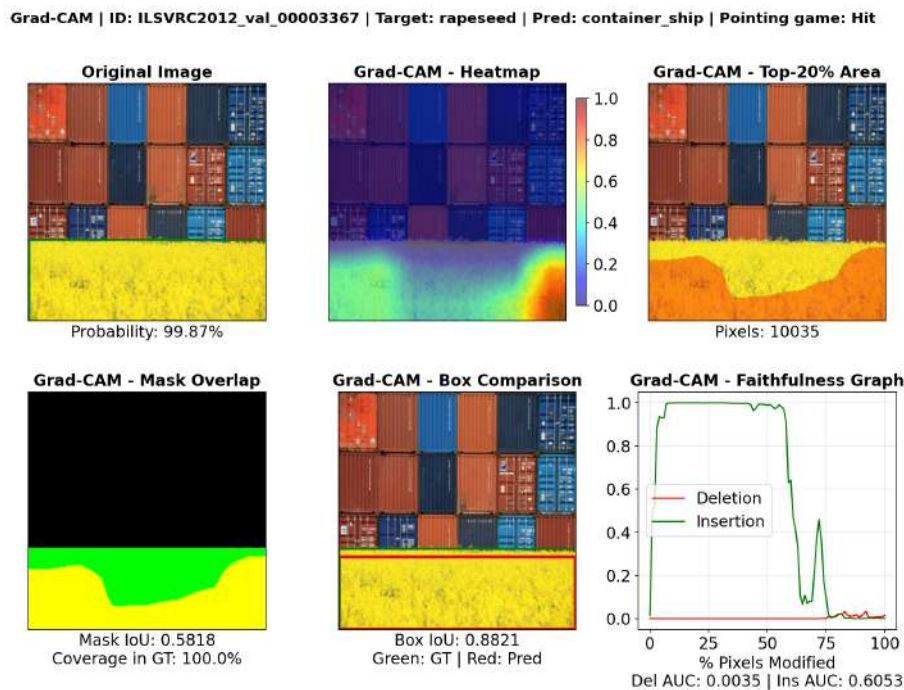 Grad-CAM | ID: ILSVRC2012_val_00003367 | Target: rapeseed | Pred: container_ship | Pointing game: Hit
Original Image
Probability: 99.87%
Grad-CAM - Heatmap
1.0
0.8
0.6
0.4
0.2
0.0
Grad-CAM - Top-20% Area
Pixels: 10035
Grad-CAM - Mask Overlap
Mask IoU: 0.5818
Coverage in GT: 100.0%
Grad-CAM - Box Comparison
Box IoU: 0.8821
Green: GT | Red: Pred
Grad-CAM - Faithfulness Graph
1.0
0.8
0.6
0.4
0.2
0.0
Deletion
Insertion
0 25 50 75 100
% Pixels Modified
Del AUC: 0.0035 | Ins AUC: 0.6053